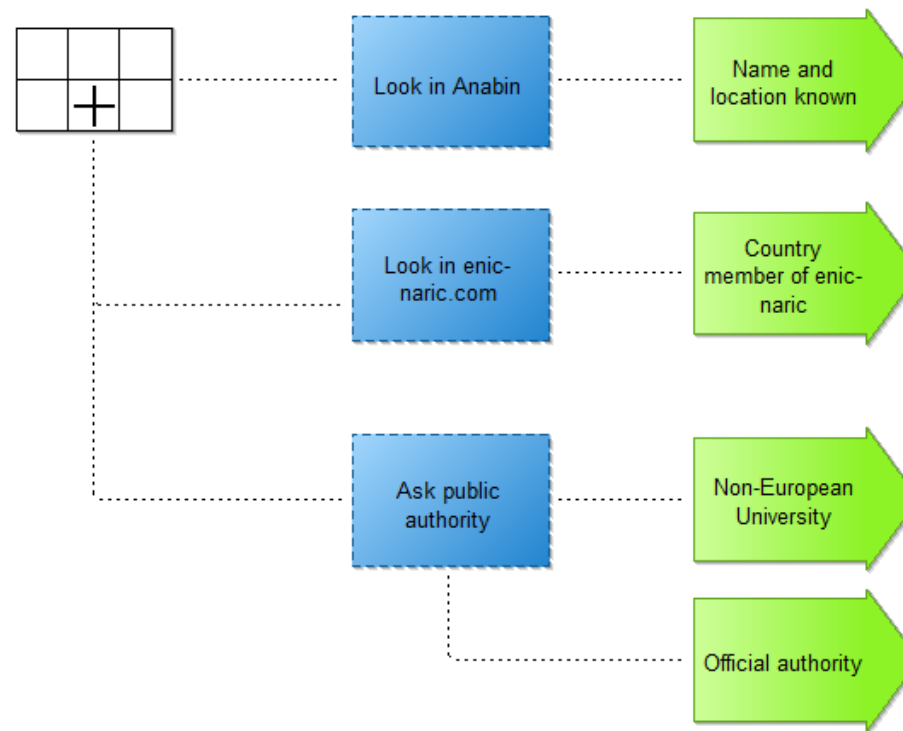 Look in Anabin
Name and
location known
Look in enic-
naric.com
Country
member of enic-
naric
Ask public
authority
Non-European
University
Official authority